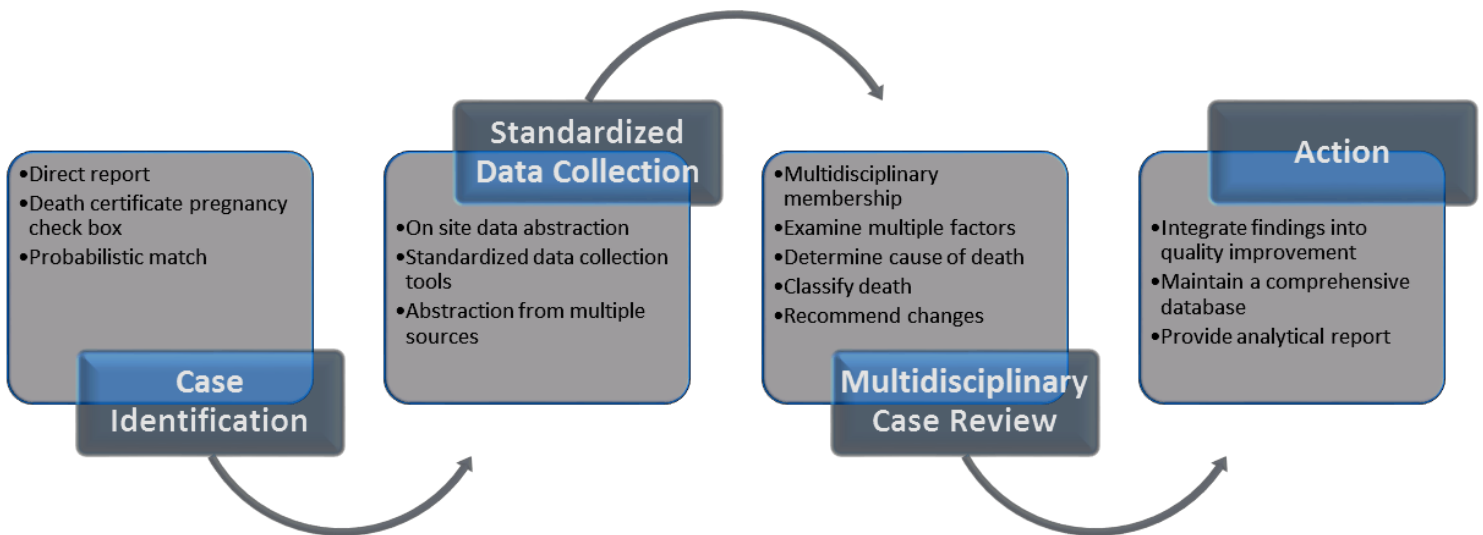 •Direct report
•Death certificate pregnancy
check box
•Probabilistic match
Case
Identification
Standardized
Data Collection
•On site data abstraction
•Standardized data collection
tools
•Abstraction from multiple
sources
•Multidisciplinary
membership
•Examine multiple factors
•Determine cause of death
•Classify death
•Recommend changes
Multidisciplinary
Case Review
Action
•Integrate findings into
quality improvement
•Maintain a comprehensive
database
•Provide analytical report